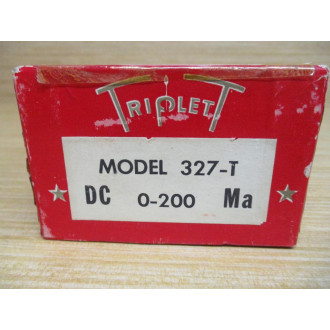 TRIPLETT
MODEL 327-T
DC 0-200 Ma